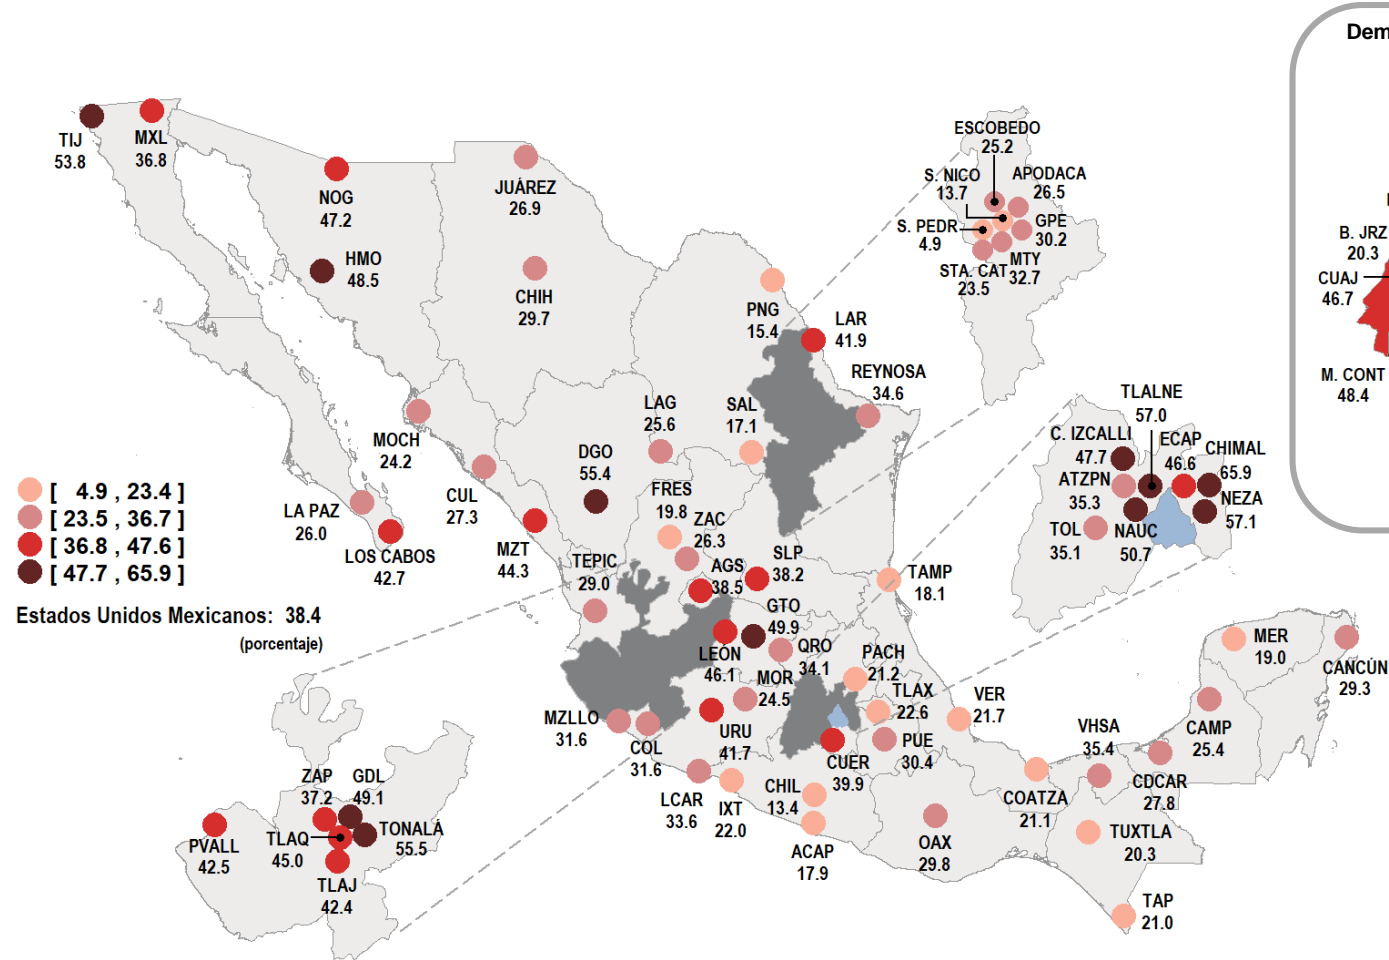 Dem
ESCOBEDO
25.2
S. NICO
13.7
APODACA
26.5
S. PEDR
4.9
GPE
30.2
MTY
32.7
STA. CAT
23.5
TIJ
53.8
MXL
36.8
NOG
47.2
HMO
48.5
JUÁREZ
26.9
CHIH
29.7
PNG
15.4
LAR
41.9
REYNOSA
34.6
B. JRZ
20.3
CUAJ
46.7
M. CONT
48.4
LAG
25.6
SAL
17.1
MOCH
24.2
DGO
55.4
CUL
27.3
FRES
19.8
ZAC
26.3
LA PAZ
26.0
LOS CABOS
42.7
MZT
44.3
TEPIC
29.0
AGS
38.5
SLP
38.2
TAMP
18.1
TLALNE
57.0
C. IZCALLI
47.7
ECAP
46.6
CHIMAL
65.9
ATZPN
35.3
NEZA
57.1
TOL
35.1
NAUC
50.7
[ 4.9 , 23.4 ]
[ 23.5 , 36.7 ]
[ 36.8 , 47.6 ]
[ 47.7 , 65.9 ]
Estados Unidos Mexicanos: 38.4
(porcentaje)
GTO
49.9
LEÓN
46.1
QRO
34.1
PACH
21.2
MOR
24.5
TLAX
22.6
VER
21.7
MER
19.0
CANCÚN
29.3
MZLLO
31.6
COL
31.6
URU
41.7
CUER
39.9
PUE
30.4
VHSA
35.4
CAMP
25.4
CDCAR
27.8
LCAR
33.6
IXT
22.0
CHIL
13.4
ACAP
17.9
COATZA
21.1
OAX
29.8
TUXTLA
20.3
TAP
21.0
ZAP
37.2
GDL
49.1
PVALL
42.5
TLAQ
45.0
TONALÁ
55.5
TLAJ
42.4